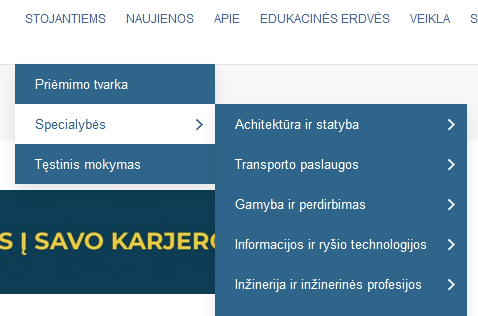 STOJANTIEMS NAUJIENOS APIE EDUKACINĖS ERDVĖS VEIKLA S
Priėmimo tvarka
Specialybės
Achitektūra ir statyba
Tęstinis mokymas
Transporto paslaugos
Gamyba ir perdirbimas
S Į SAVO KARJERO
Informacijos ir ryšio technologijos
Inžinerija ir inžinerinės profesijos